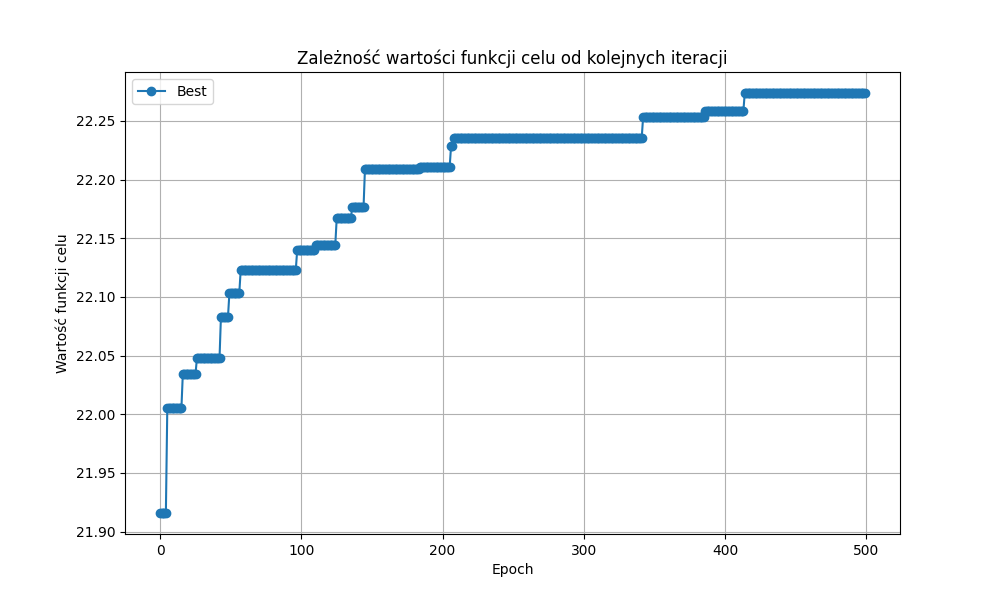 Zależność wartości funkcji celu od kolejnych iteracji
Best
22.25
22.20
22.15
22.10
22.05
22.00
21.95
21.90
Wartość funkcji celu
0 100 200 300 400 500
Epoch